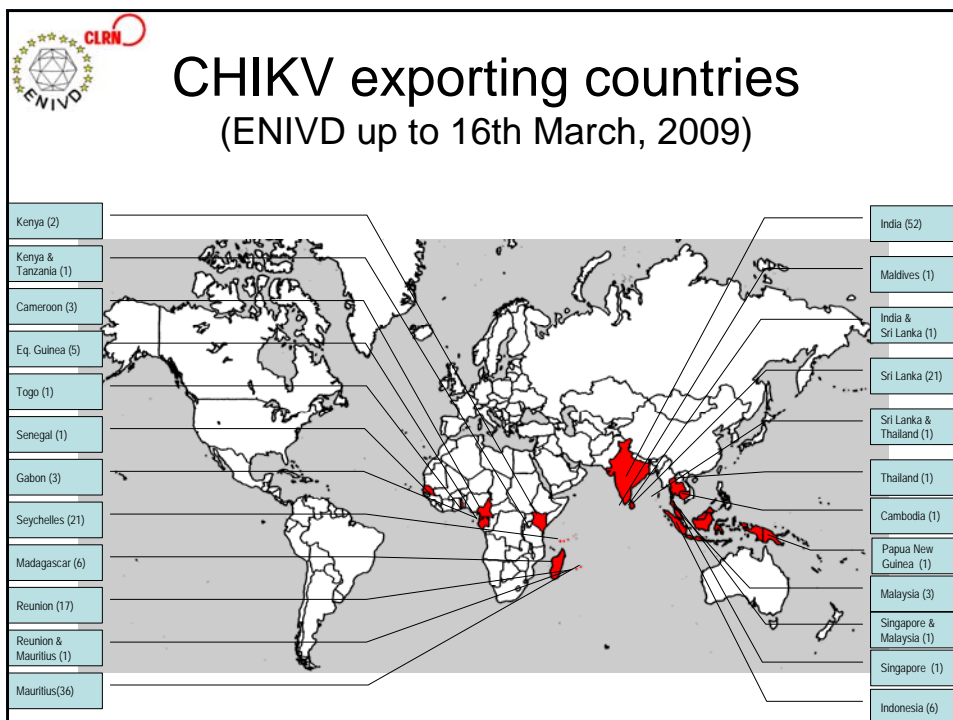 CLRN
ENIVD
CHIKV exporting countries
(ENIVD up to 16th March, 2009)
Kenya (2)
Kenya &
Tanzania (1)
Cameroon (3)
Eq. Guinea (5)
Togo (1)
Senegal (1)
Gabon (3)
Seychelles (21)
Madagascar (6)
Reunion (17)
Reunion &
Mauritius (1)
Mauritius(36)
India (52)
Maldives (1)
India &
Sri Lanka (1)
Sri Lanka (21)
Sri Lanka &
Thailand (1)
Thailand (1)
Cambodia (1)
Papua New
Guinea (1)
Malaysia (3)
Singapore &
Malaysia (1)
Singapore (1)
Indonesia (6)